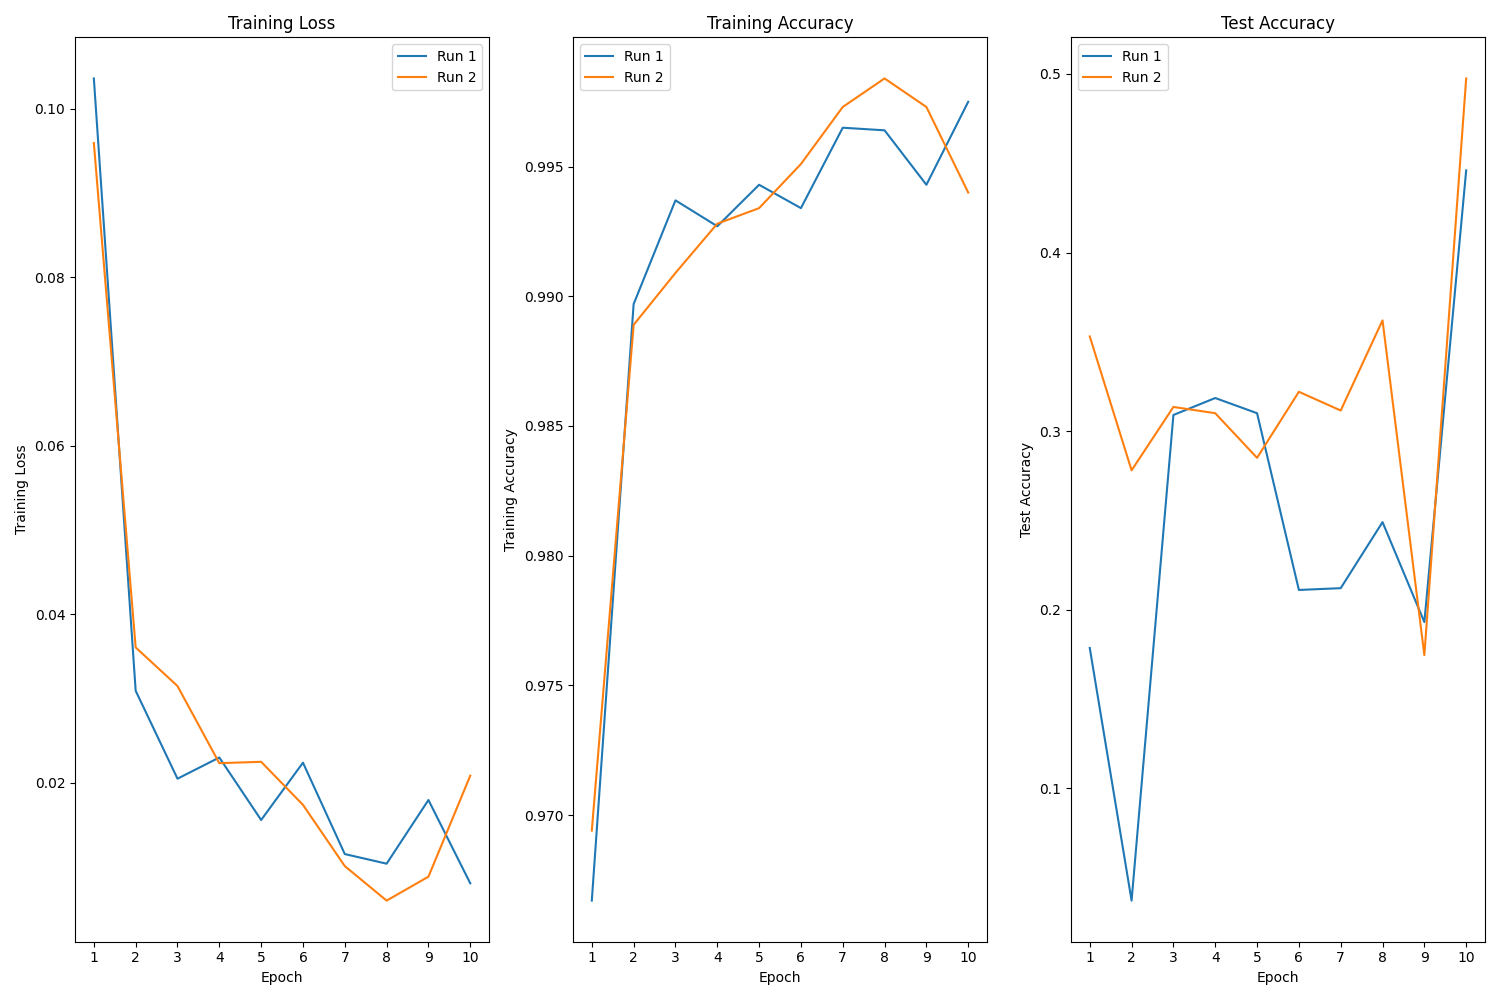 Training Loss
Run 1
Run 2
0.10
0.08
0.06
0.04
0.02
Training Loss
1 2 3 4 5 6 7 8 9 10
Epoch
Training Accuracy
Run 1
Run 2
0.995
0.990
0.985
0.980
0.975
0.970
Training Accuracy
1 2 3 4 5 6 7 8 9 10
Epoch
Test Accuracy
Run 1
Run 2
0.5
0.4
0.3
0.2
0.1
Test Accuracy
1 2 3 4 5 6 7 8 9 10
Epoch